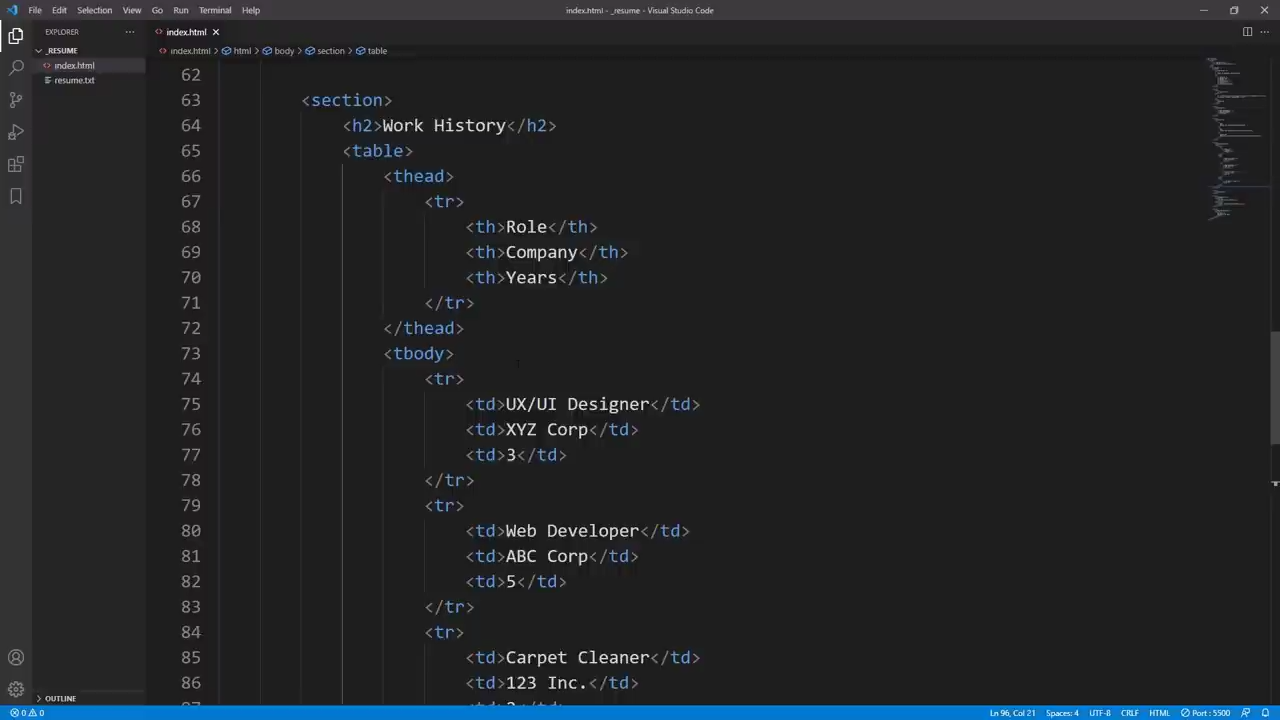 File Edit Selection View Go Run Terminal Help
index.html - _resume - Visual Studio Code
EXPLORER
index.html
_RESUME
index.html
resume.txt
index.html > html > body > section > table
62
63 <section>
64 <h2>Work History</h2>
65 <table>
66 <thead>
67 <tr>
68 <th>Role</th>
69 <th>Company</th>
70 <th>Years</th>
71 </tr>
72 </thead>
73 <tbody>
74 <tr>
75 <td>UX/UI Designer</td>
76 <td>XYZ Corp</td>
77 <td>3</td>
78 </tr>
79 <tr>
80 <td>Web Developer</td>
81 <td>ABC Corp</td>
82 <td>5</td>
83 </tr>
84 <tr>
85 <td>Carpet Cleaner</td>
86 <td>123 Inc.</td>
OUTLINE
0 0
Ln 96, Col 21 Spaces: 4 UTF-8 CRLF HTML Port : 5500